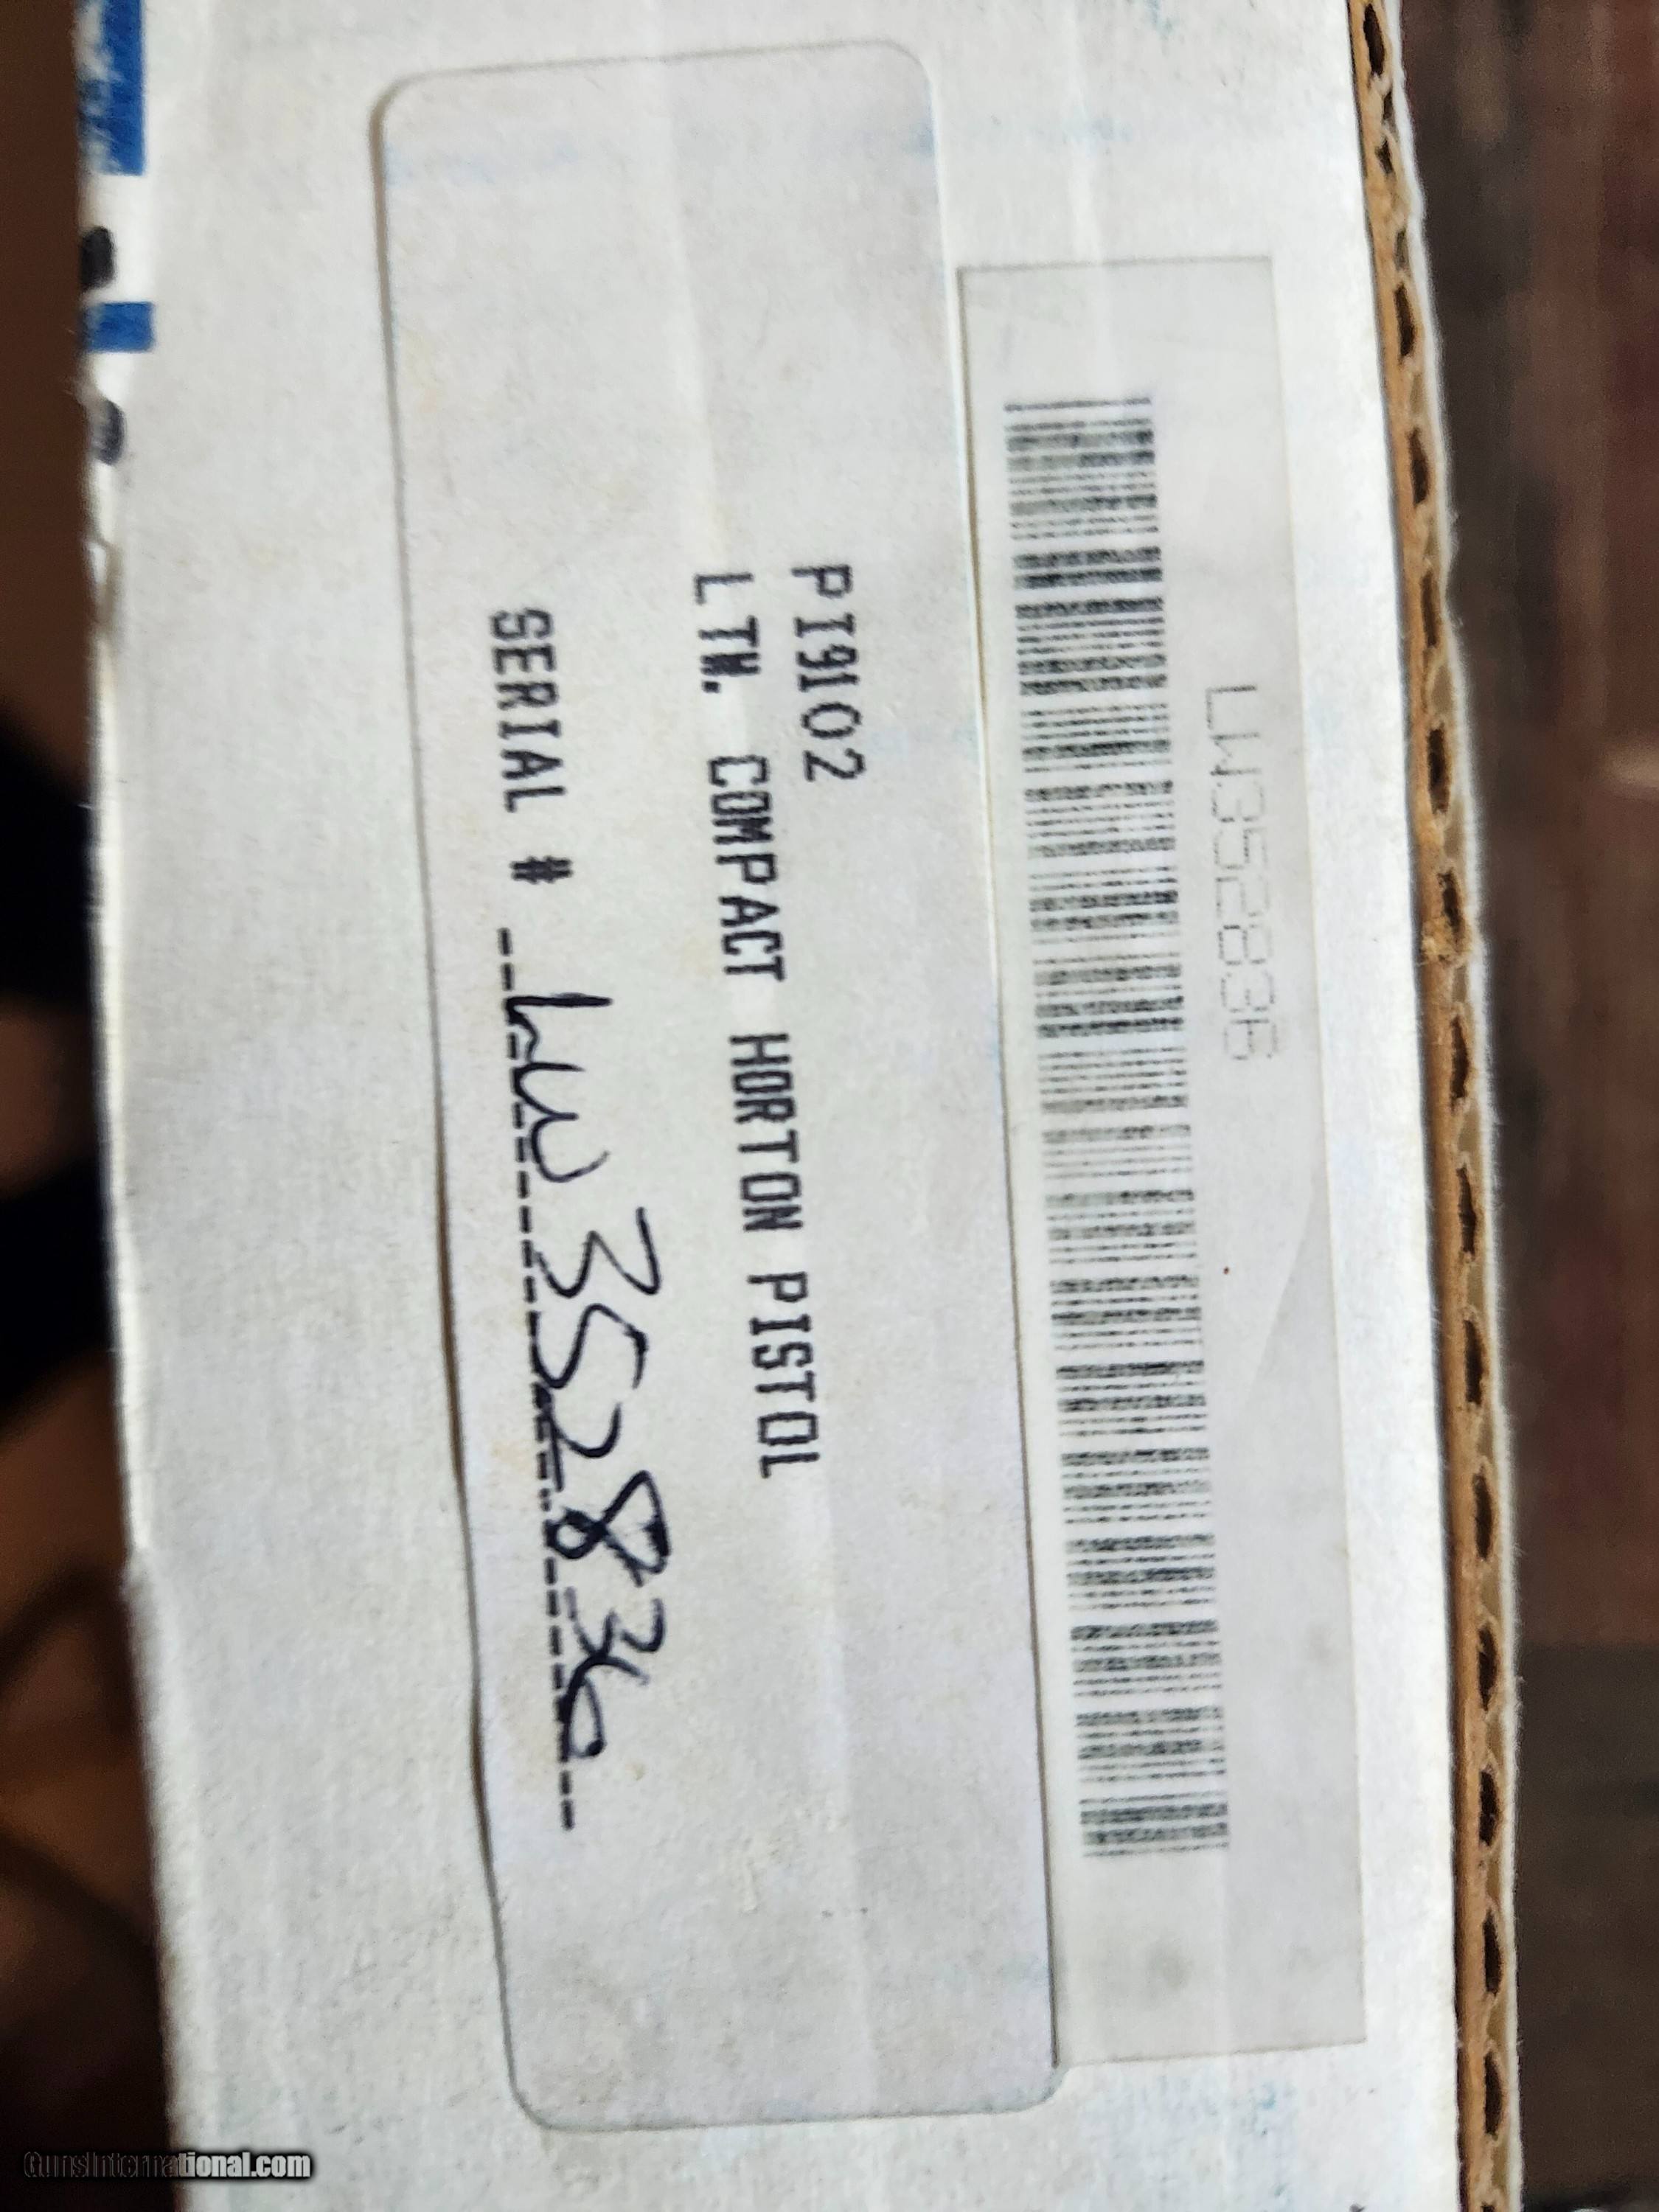 LW352836
PI9102
LTW. COMPACT HORTON PISTOL
SERIAL # LW352836
GunsInternational.com